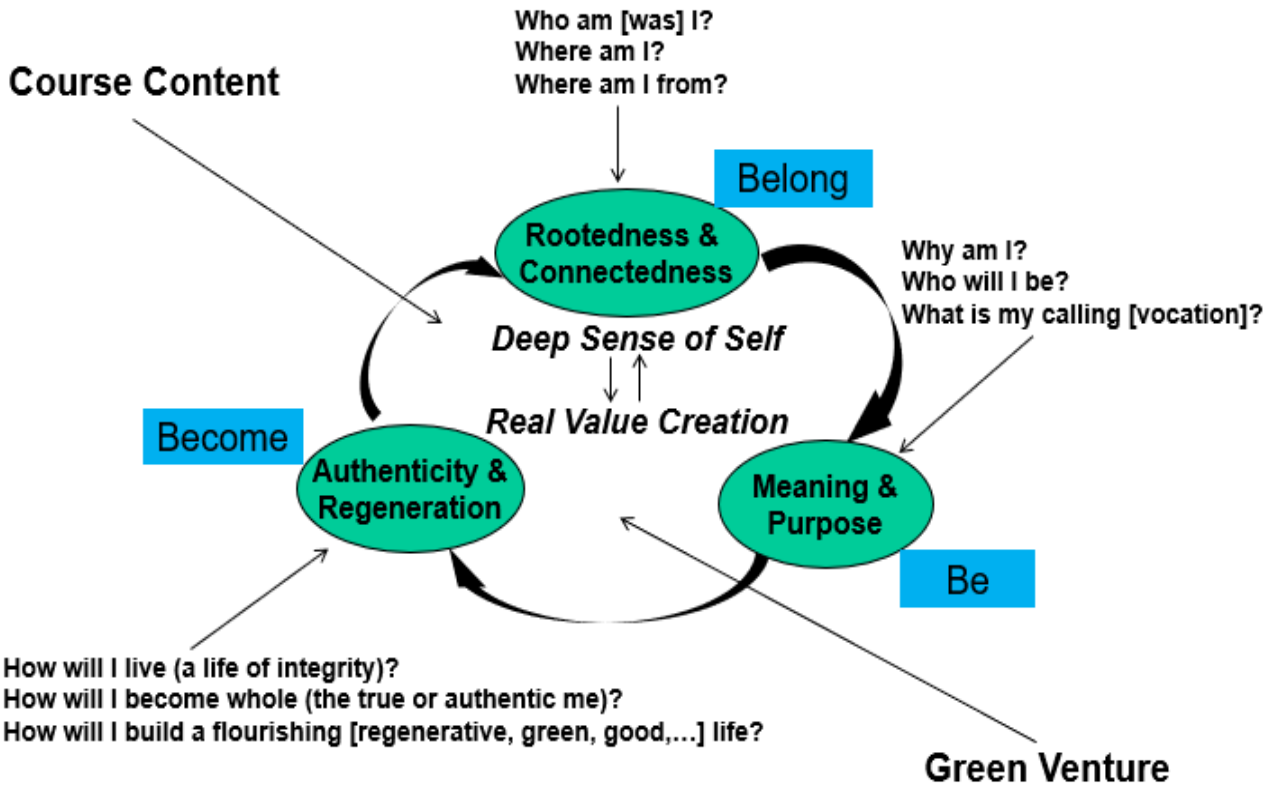 Who am [was] I?
Where am I?
Where am I from?
Course Content
Belong
Rootedness &
Connectedness
Why am I?
Who will I be?
What is my calling [vocation]?
Deep Sense of Self
Real Value Creation
Become
Authenticity &
Regeneration
Meaning &
Purpose
Be
How will I live (a life of integrity)?
How will I become whole (the true or authentic me)?
How will I build a flourishing [regenerative, green, good,…] life?
Green Venture